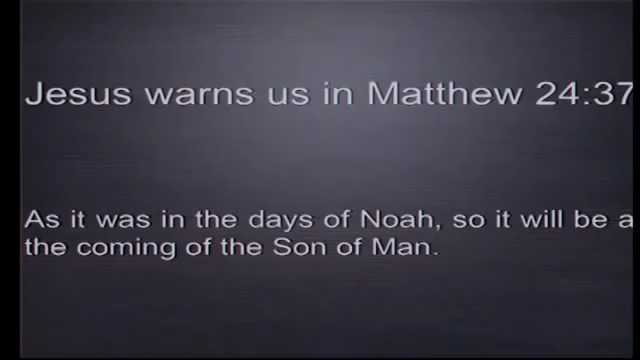 Jesus warns us in Matthew 24:37
As it was in the days of Noah, so it will be a
the coming of the Son of Man.